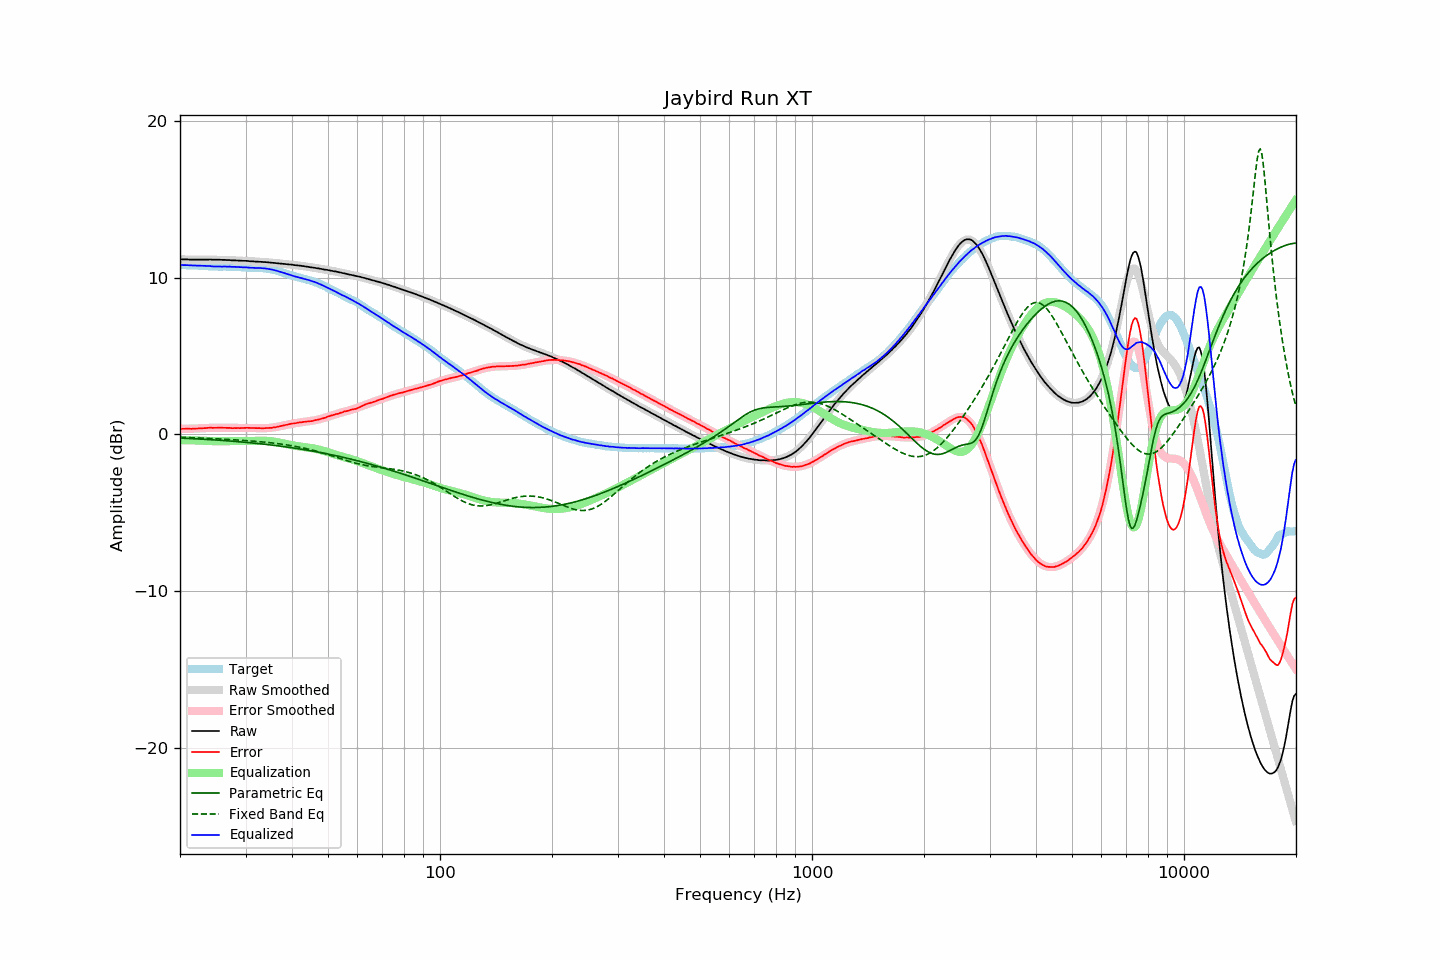 Jaybird Run XT
20
10
0
−10
−20
Amplitude (dBr)
Target
Raw Smoothed
Error Smoothed
Raw
Error
Equalization
Parametric Eq
Fixed Band Eq
Equalized
100
1000
10000
Frequency (Hz)